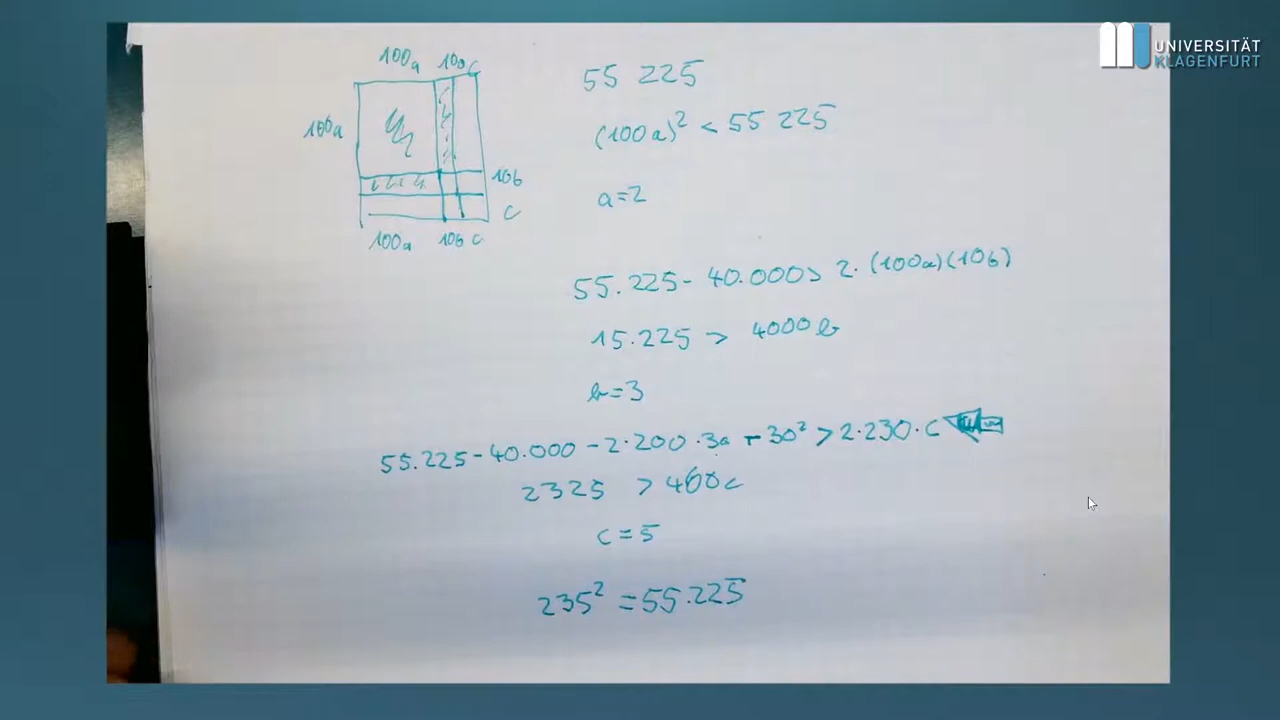 UNIVERSITÄT
KLAGENFURT
100a 10b c
100a
10b
c
100a 10b c
55 225
(100a)² < 55 225
a=2
55.225 - 40.000 > 2·(100a)(10b)
15.225 > 4000b
b=3
55.225 - 40.000 - 2·200·30 - 30² > 2·230·c
2325 > 460c
c = 5
235² = 55.225